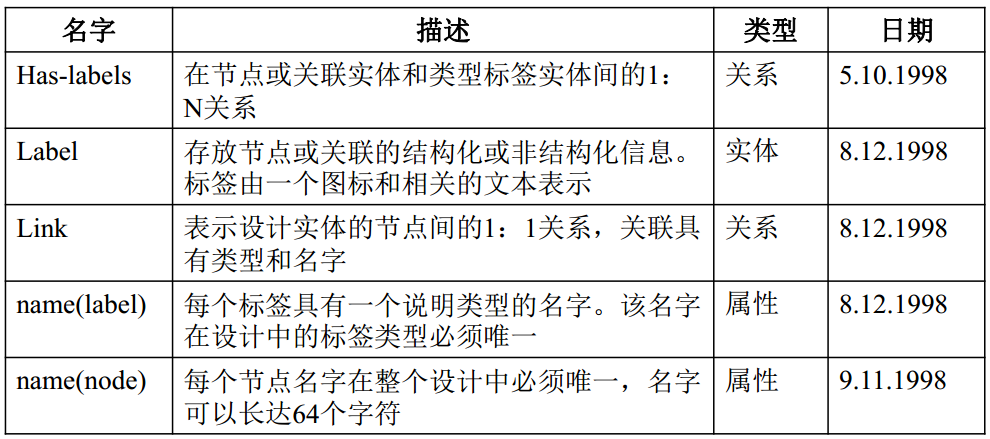 名字 描述 类型 日期
Has-labels 在节点或关联实体和类型标签实体间的1： 关系 5.10.1998
N关系
Label 存放节点或关联的结构化或非结构化信息。 实体 8.12.1998
标签由一个图标和相关的文本表示
Link 表示设计实体的节点间的1：1关系，关联具 关系 8.12.1998
有类型和名字
name(label) 每个标签具有一个说明类型的名字。该名字 属性 8.12.1998
在设计中的标签类型必须唯一
name(node) 每个节点名字在整个设计中必须唯一，名字 属性 9.11.1998
可以长达64个字符